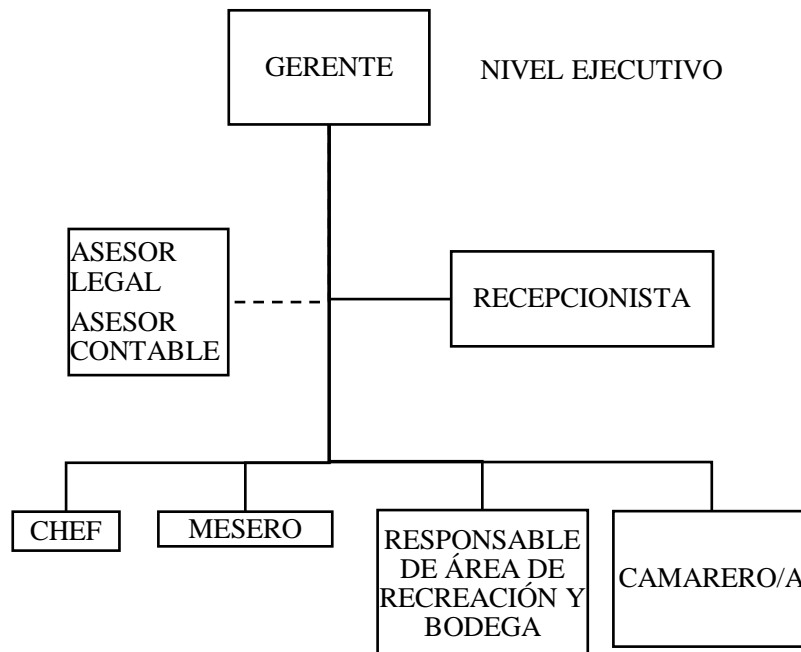 GERENTE
NIVEL EJECUTIVO
ASESOR
LEGAL
ASESOR
CONTABLE
RECEPCIONISTA
CHEF
MESERO
RESPONSABLE
DE ÁREA DE
RECREACIÓN Y
BODEGA
CAMARERO/A